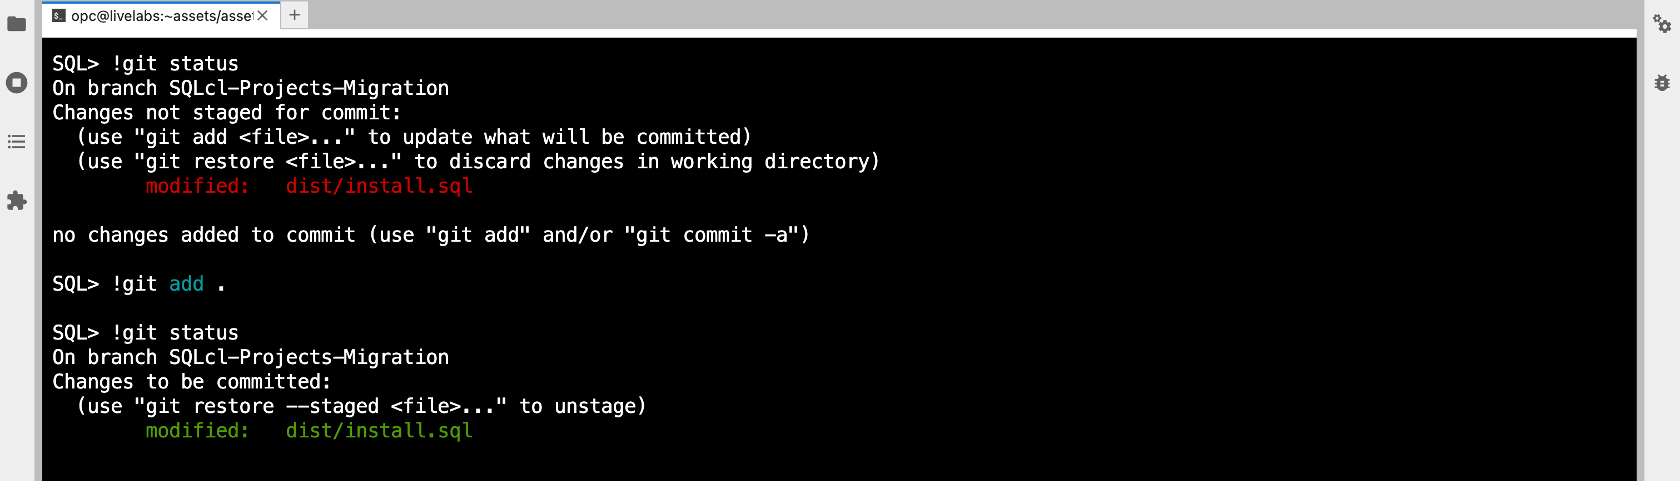 opc@livelabs:~assets/asse
SQL> !git status
On branch SQLcl-Projects-Migration
Changes not staged for commit:
  (use "git add <file>..." to update what will be committed)
  (use "git restore <file>..." to discard changes in working directory)
        modified:   dist/install.sql
no changes added to commit (use "git add" and/or "git commit -a")
SQL> !git add .
SQL> !git status
On branch SQLcl-Projects-Migration
Changes to be committed:
  (use "git restore --staged <file>..." to unstage)
        modified:   dist/install.sql